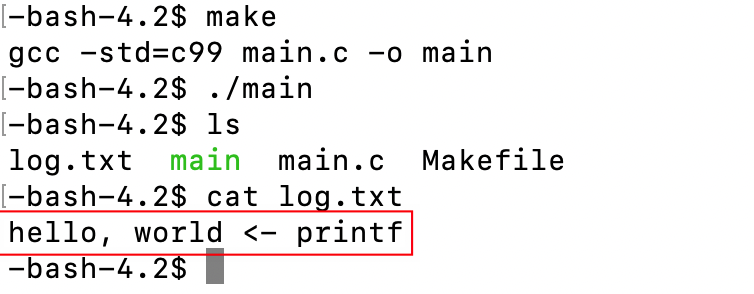 [-bash-4.2$ make
gcc -std=c99 main.c -o main
[-bash-4.2$ ./main
[-bash-4.2$ ls
log.txt  main  main.c  Makefile
[-bash-4.2$ cat log.txt
hello, world <- printf
-bash-4.2$